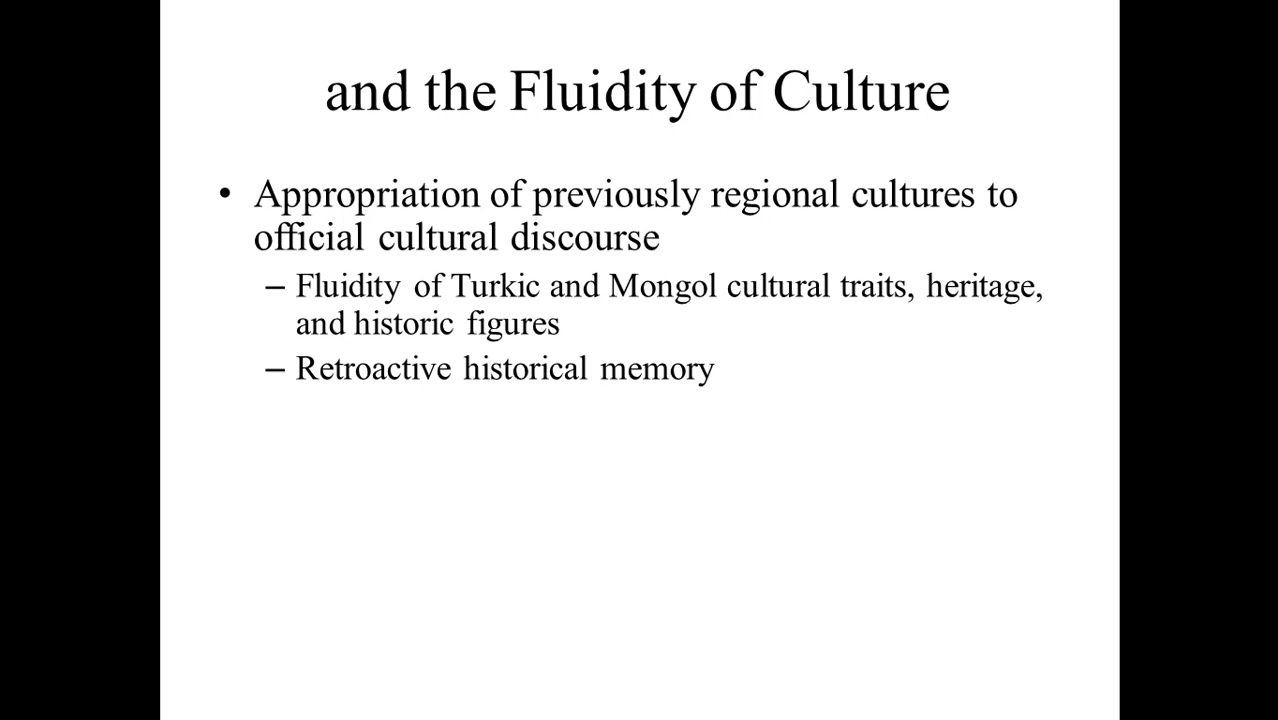 and the Fluidity of Culture
• Appropriation of previously regional cultures to
official cultural discourse
– Fluidity of Turkic and Mongol cultural traits, heritage,
and historic figures
– Retroactive historical memory